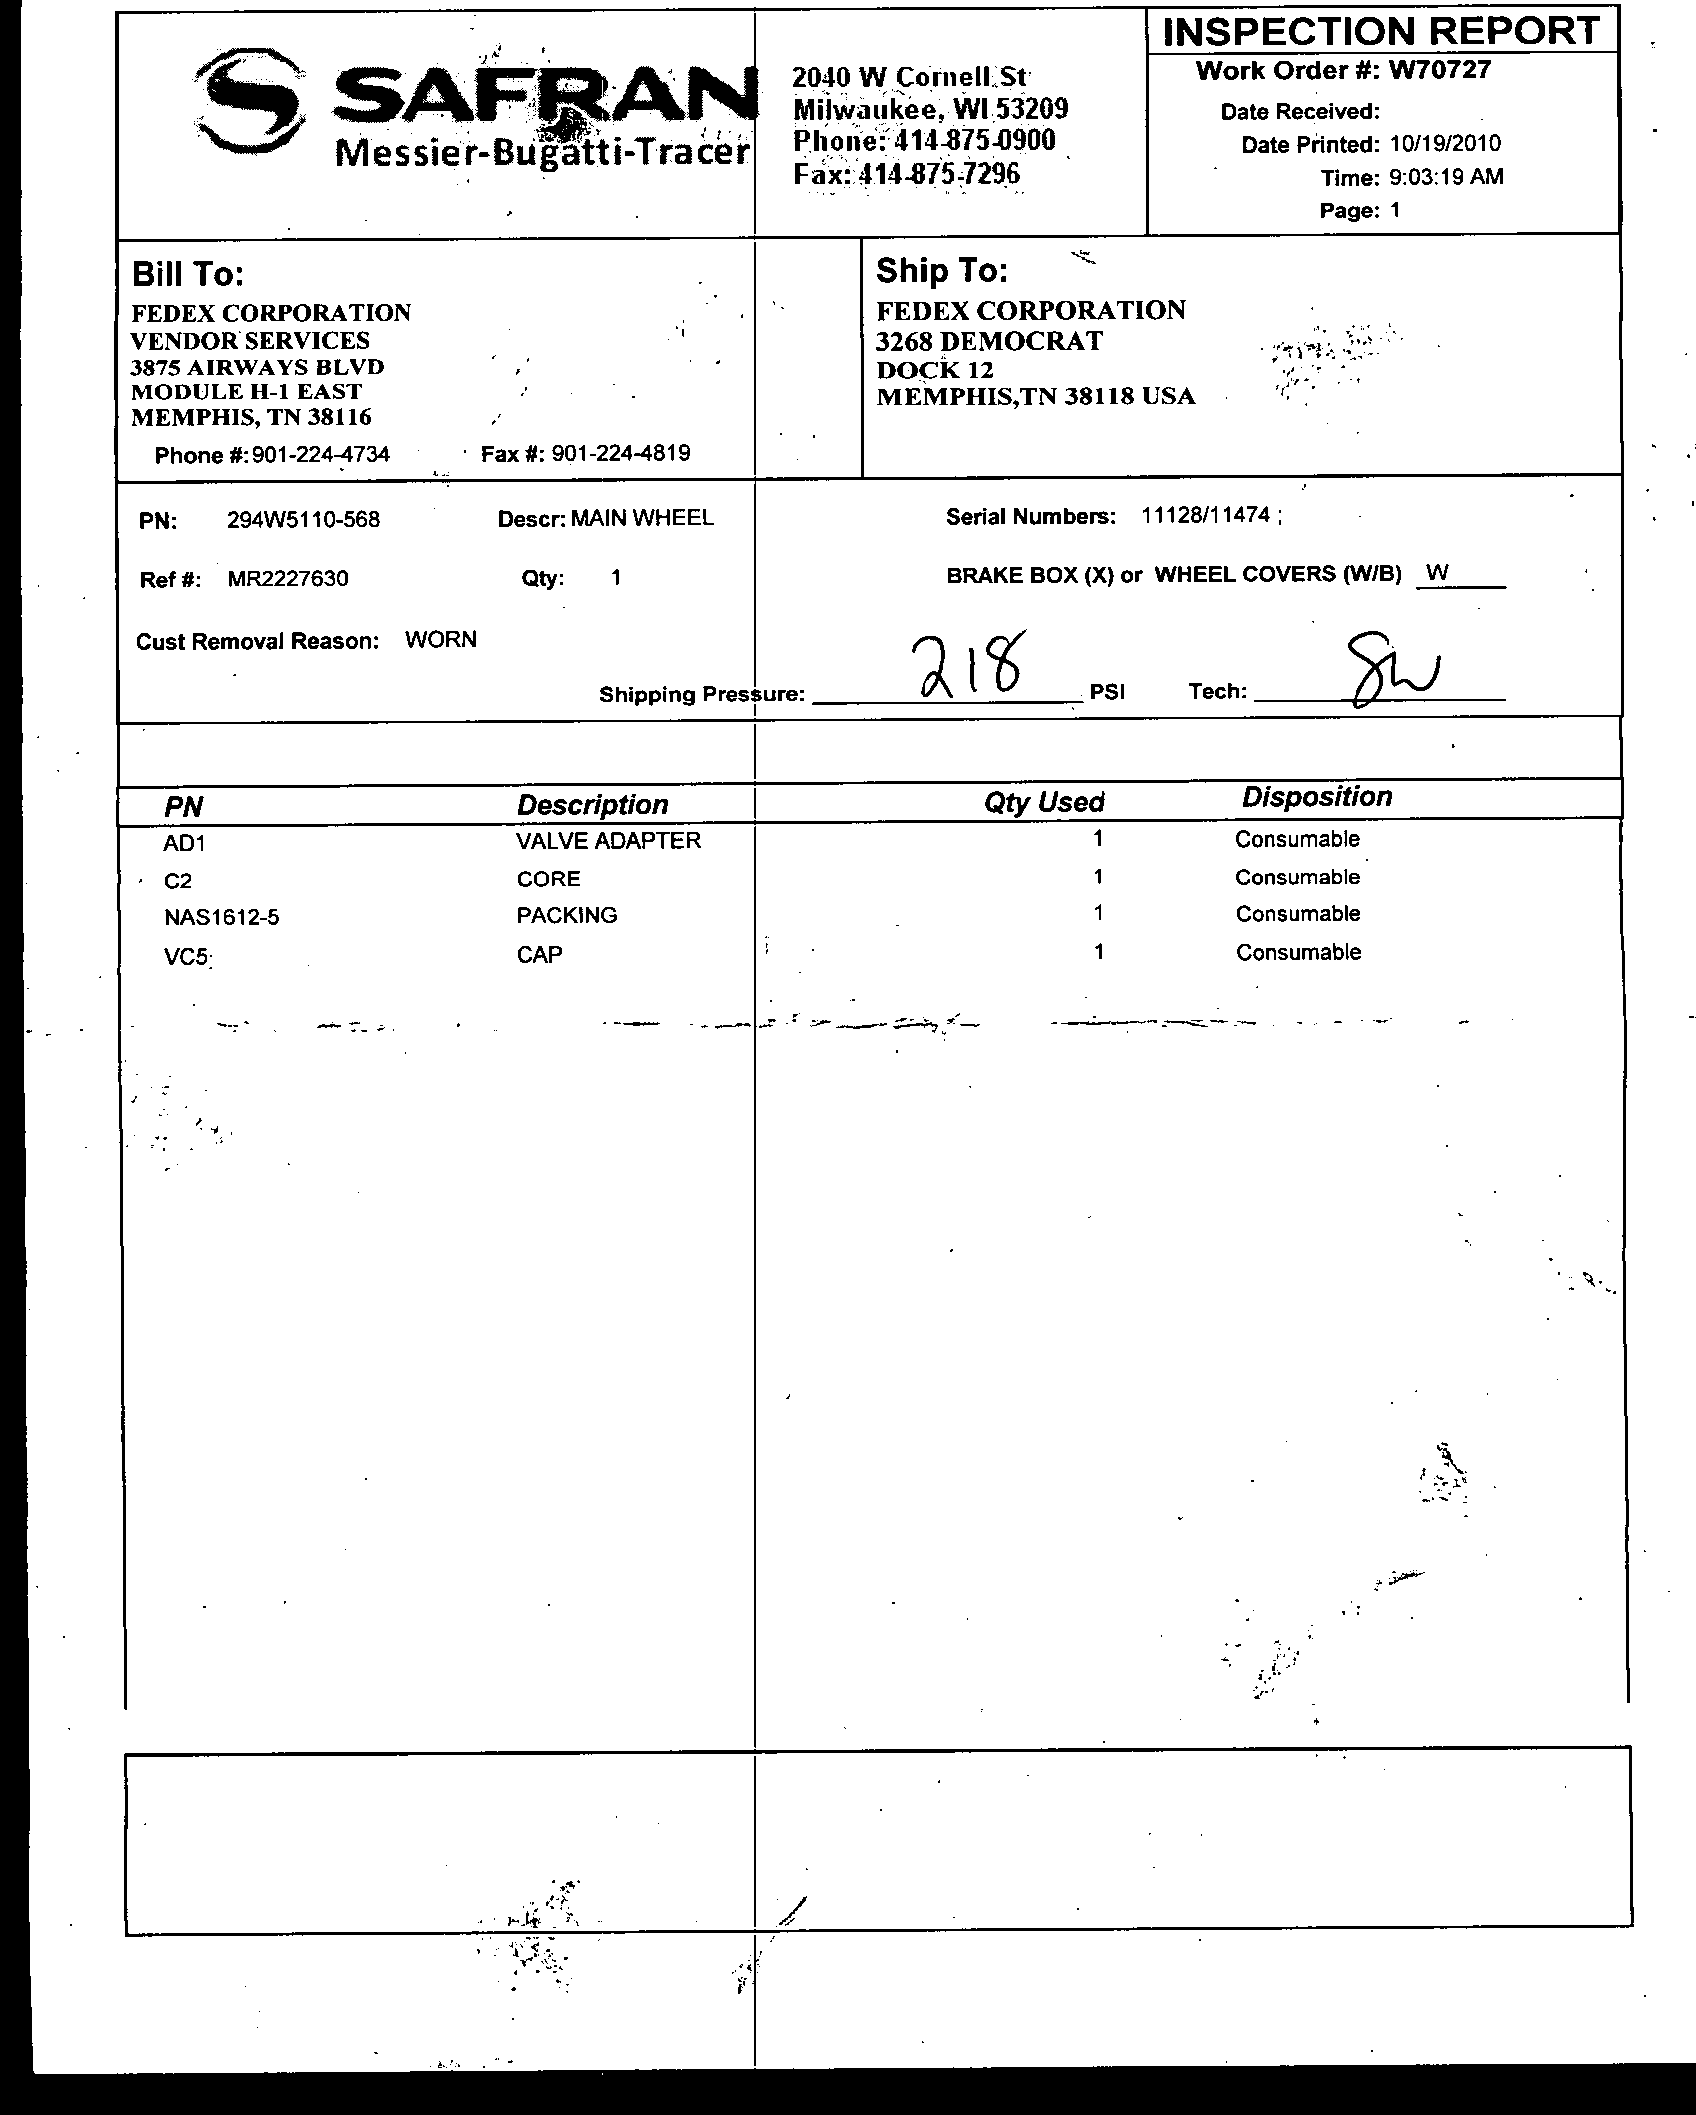 SAFRAN
Messier-Bugatti-Tracer
2040 W Cornell St
Milwaukee, WI 53209
Phone: 414-875-0900
Fax: 414-875-7296
INSPECTION REPORT
Work Order #: W70727
Date Received:
Date Printed: 10/19/2010
Time: 9:03:19 AM
Page: 1
Bill To:
FEDEX CORPORATION
VENDOR SERVICES
3875 AIRWAYS BLVD
MODULE H-1 EAST
MEMPHIS, TN 38116
Phone #: 901-224-4734 Fax #: 901-224-4819
Ship To:
FEDEX CORPORATION
3268 DEMOCRAT
DOCK 12
MEMPHIS,TN 38118 USA
PN: 294W5110-568 Descr: MAIN WHEEL Serial Numbers: 11128/11474 ;
Ref #: MR2227630 Qty: 1 BRAKE BOX (X) or WHEEL COVERS (W/B) W
Cust Removal Reason: WORN
Shipping Pressure: 218 PSI Tech:
PN Description Qty Used Disposition
AD1 VALVE ADAPTER 1 Consumable
C2 CORE 1 Consumable
NAS1612-5 PACKING 1 Consumable
VC5 CAP 1 Consumable